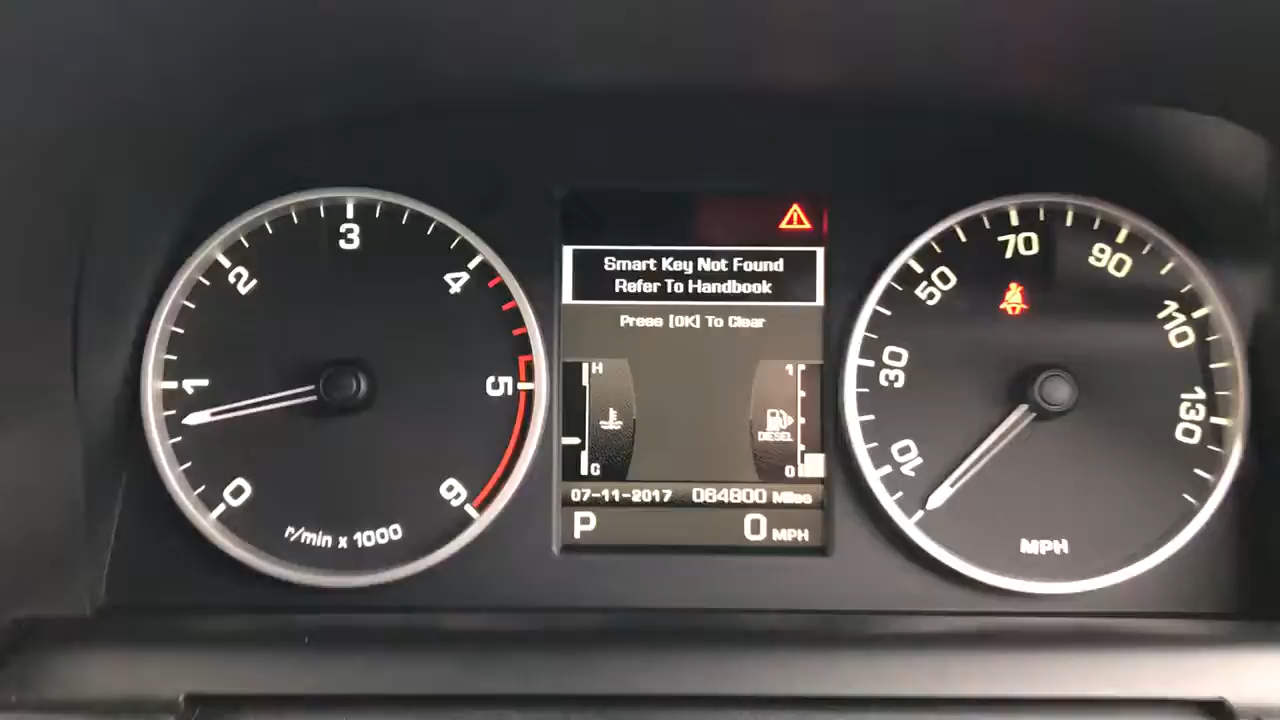 0
1
2
3
4
5
6
r/min x 1000
Smart Key Not Found
Refer To Handbook
Press [OK] To Clear
H
C
1
0
DIESEL
07-11-2017 064800 Miles
P 0 MPH
10
30
50
70
90
110
130
MPH